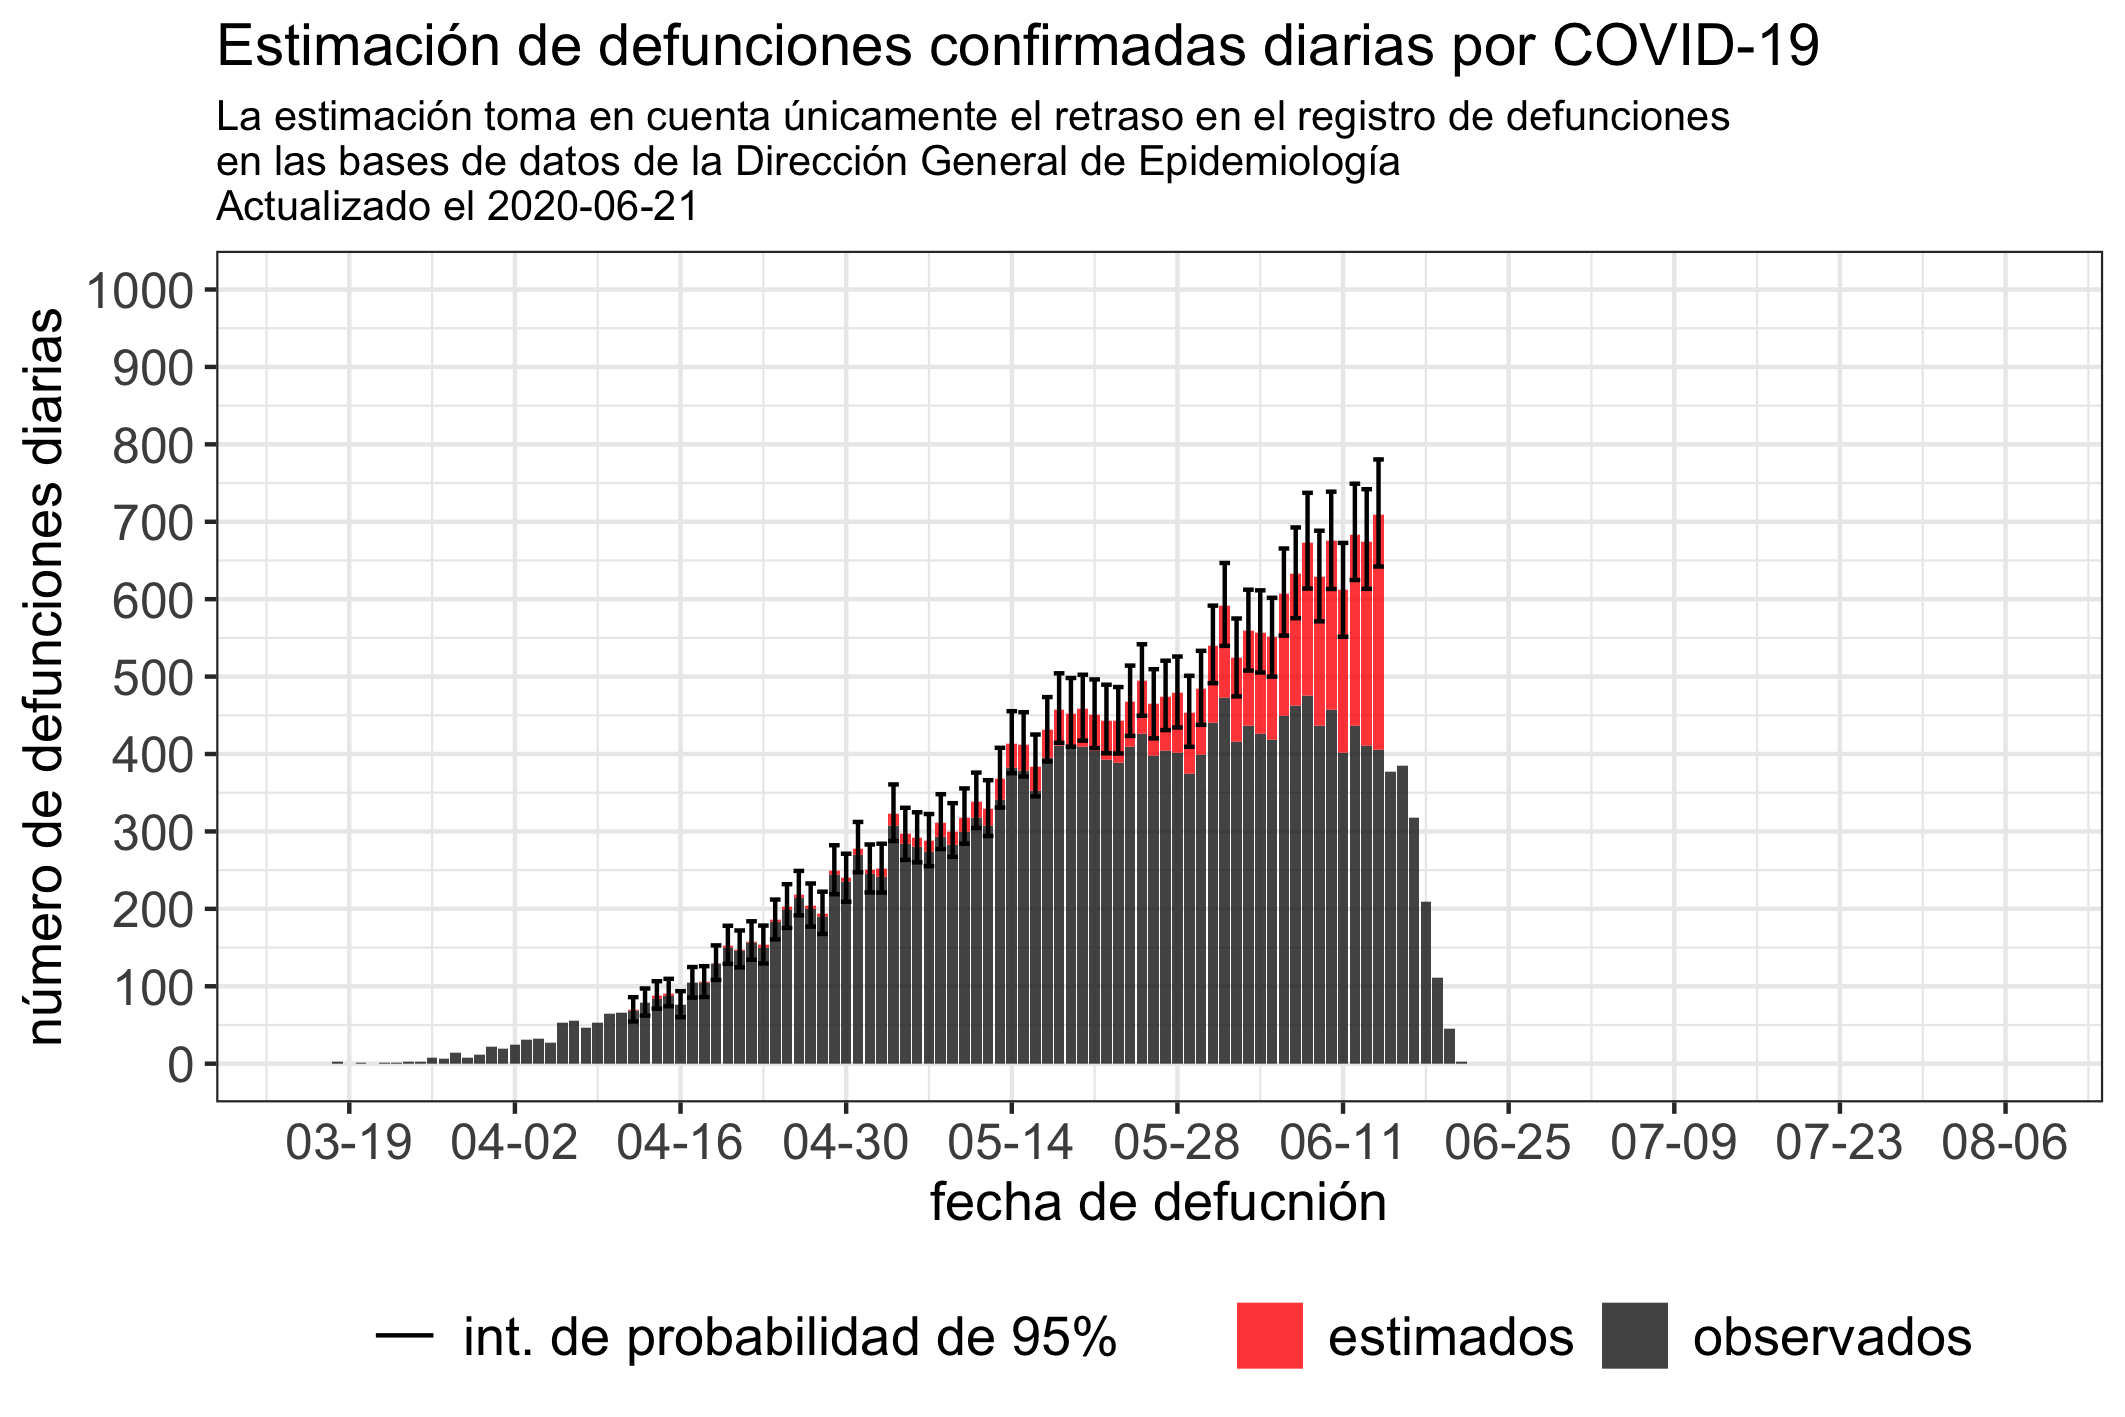 Estimación de defunciones confirmadas diarias por COVID-19
La estimación toma en cuenta únicamente el retraso en el registro de defunciones
en las bases de datos de la Dirección General de Epidemiología
Actualizado el 2020-06-21
número de defunciones diarias
1000
900
800
700
600
500
400
300
200
100
0
03-19 04-02 04-16 04-30 05-14 05-28 06-11 06-25 07-09 07-23 08-06
fecha de defucnión
int. de probabilidad de 95% estimados observados